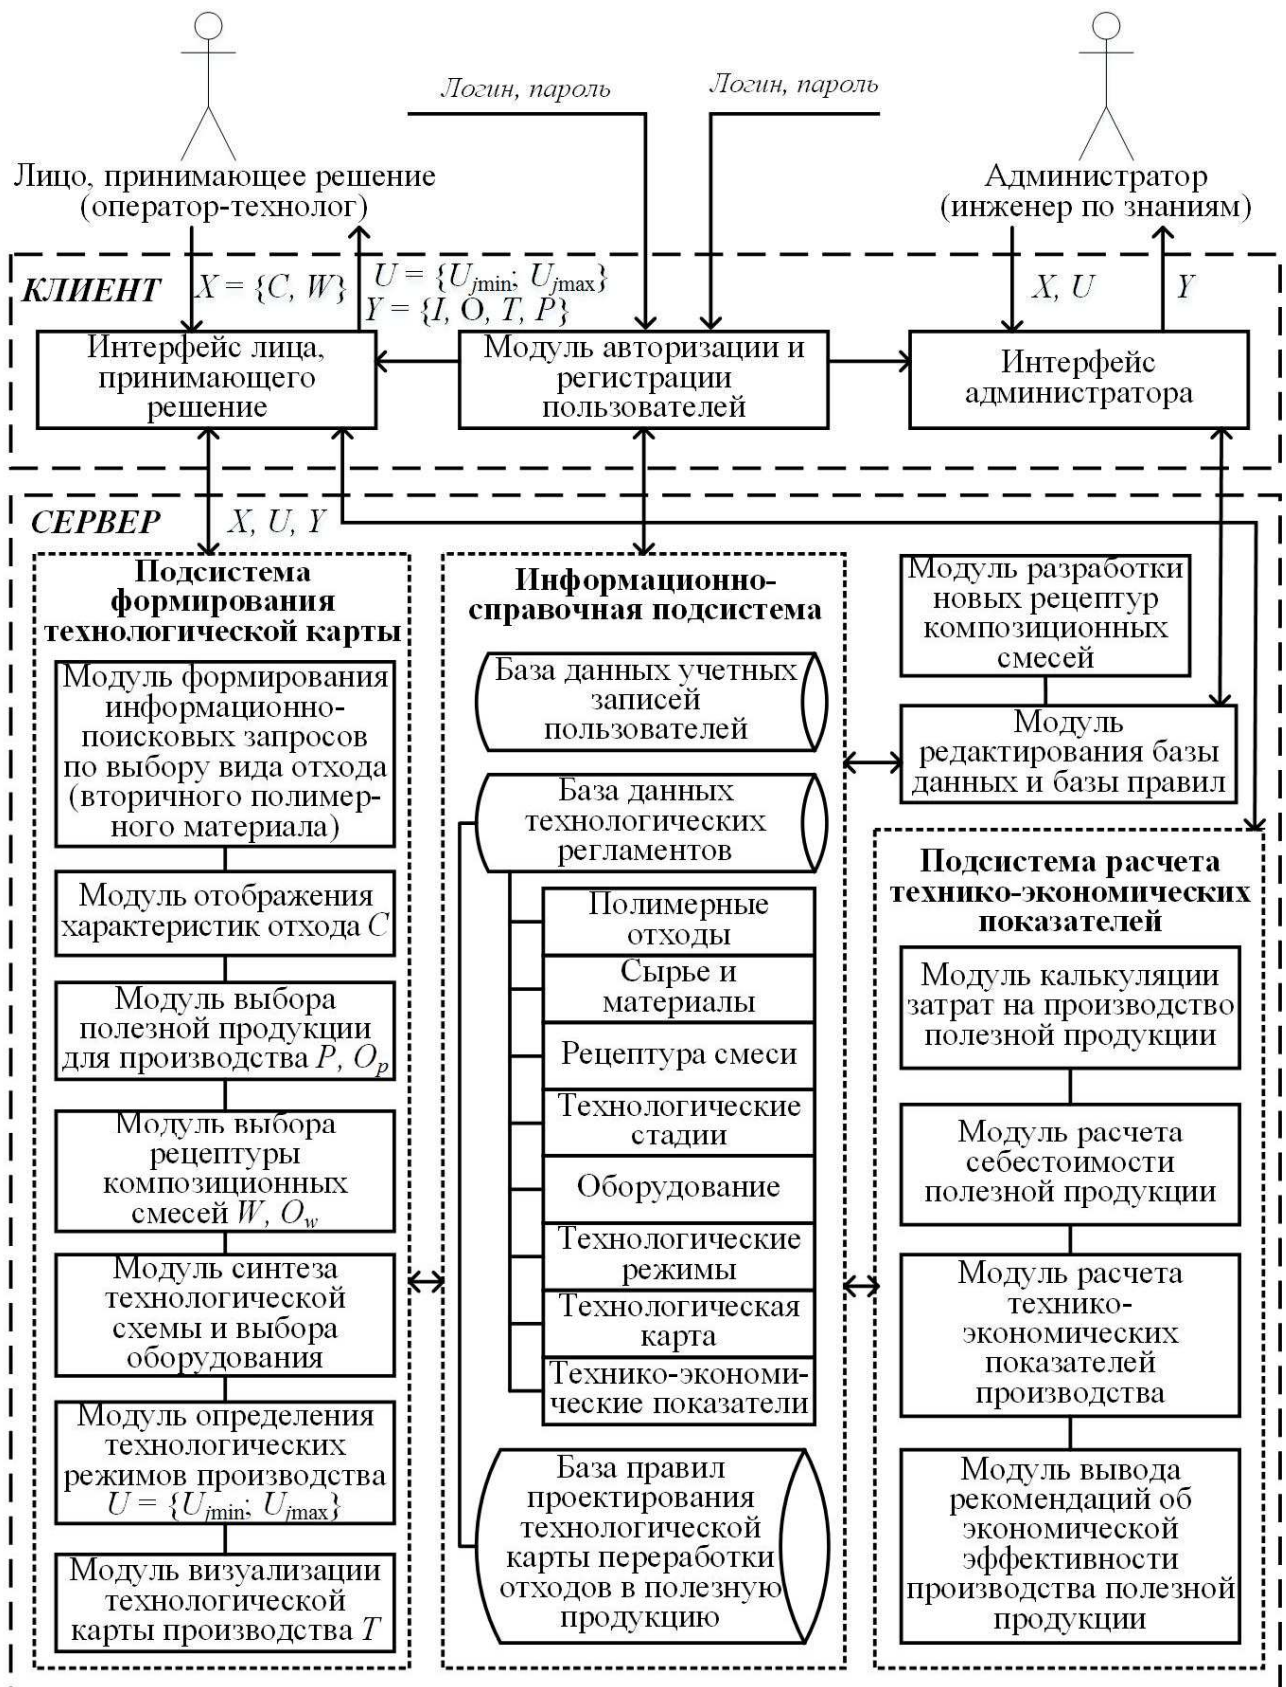 Логин, пароль
Логин, пароль
Лицо, принимающее решение
(оператор-технолог)
Администратор
(инженер по знаниям)
КЛИЕНТ
X = {C, W}
U = {Ujmin; Ujmax}
Y = {I, O, T, P}
X, U
Y
Интерфейс лица,
принимающего
решение
Модуль авторизации и
регистрации
пользователей
Интерфейс
администратора
СЕРВЕР
X, U, Y
Подсистема
формирования
технологической карты
Модуль формирования
информационно-
поисковых запросов
по выбору вида отхода
(вторичного полимер-
ного материала)
Модуль отображения
характеристик отхода C
Модуль выбора
полезной продукции
для производства P, Op
Модуль выбора
рецептуры
композиционных
смесей W, Ow
Модуль синтеза
технологической
схемы и выбора
оборудования
Модуль определения
технологических
режимов производства
U = {Ujmin; Ujmax}
Модуль визуализации
технологической
карты производства T
Информационно-
справочная подсистема
База данных учетных
записей
пользователей
База данных
технологических
регламентов
Полимерные
отходы
Сырье и
материалы
Рецептура смеси
Технологические
стадии
Оборудование
Технологические
режимы
Технологическая
карта
Технико-экономи-
ческие показатели
База правил
проектирования
технологической
карты переработки
отходов в полезную
продукцию
Модуль разработки
новых рецептур
композиционных
смесей
Модуль
редактирования базы
данных и базы правил
Подсистема расчета
технико-экономических
показателей
Модуль калькуляции
затрат на производство
полезной продукции
Модуль расчета
себестоимости
полезной продукции
Модуль расчета
технико-
экономических
показателей
производства
Модуль вывода
рекомендаций об
экономической
эффективности
производства полезной
продукции